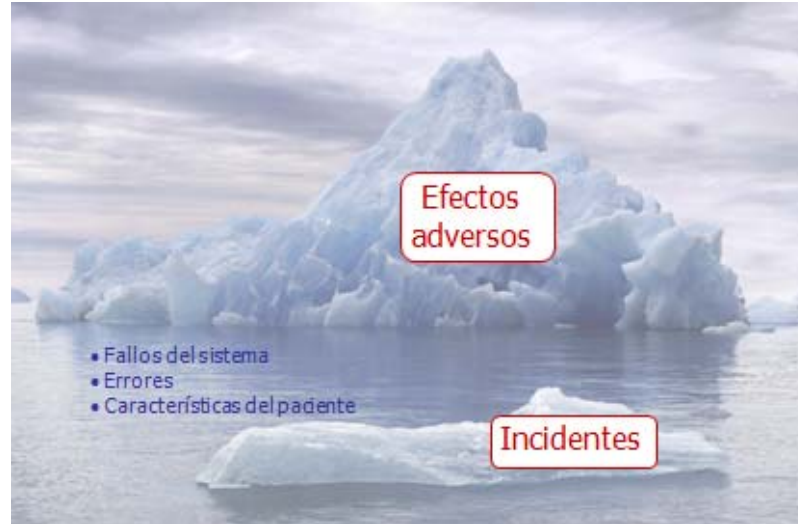 Efectos
adversos
• Fallos del sistema
• Errores
• Características del paciente
Incidentes